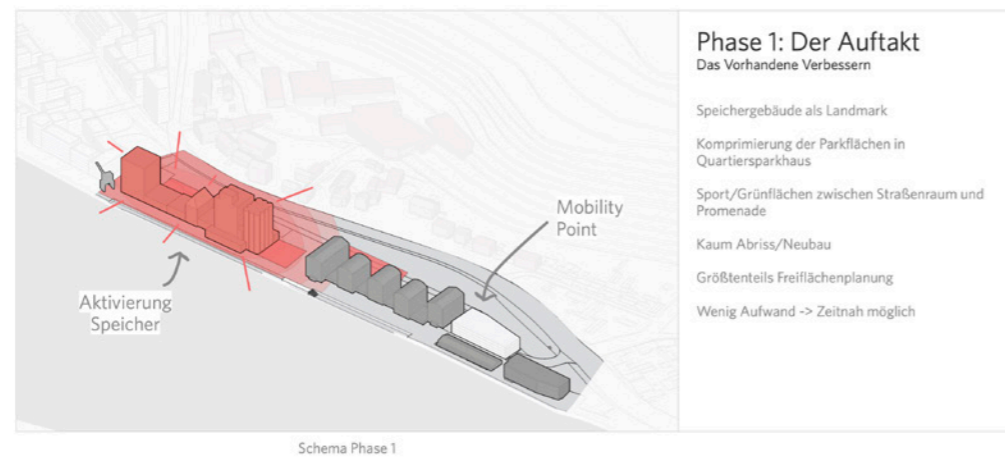 Phase 1: Der Auftakt
Das Vorhandene Verbessern
Speichergebäude als Landmark
Komprimierung der Parkflächen in
Quartiersparkhaus
Sport/Grünflächen zwischen Straßenraum und
Promenade
Kaum Abriss/Neubau
Größtenteils Freiflächenplanung
Wenig Aufwand -> Zeitnah möglich
Mobility
Point
Aktivierung
Speicher
Schema Phase 1